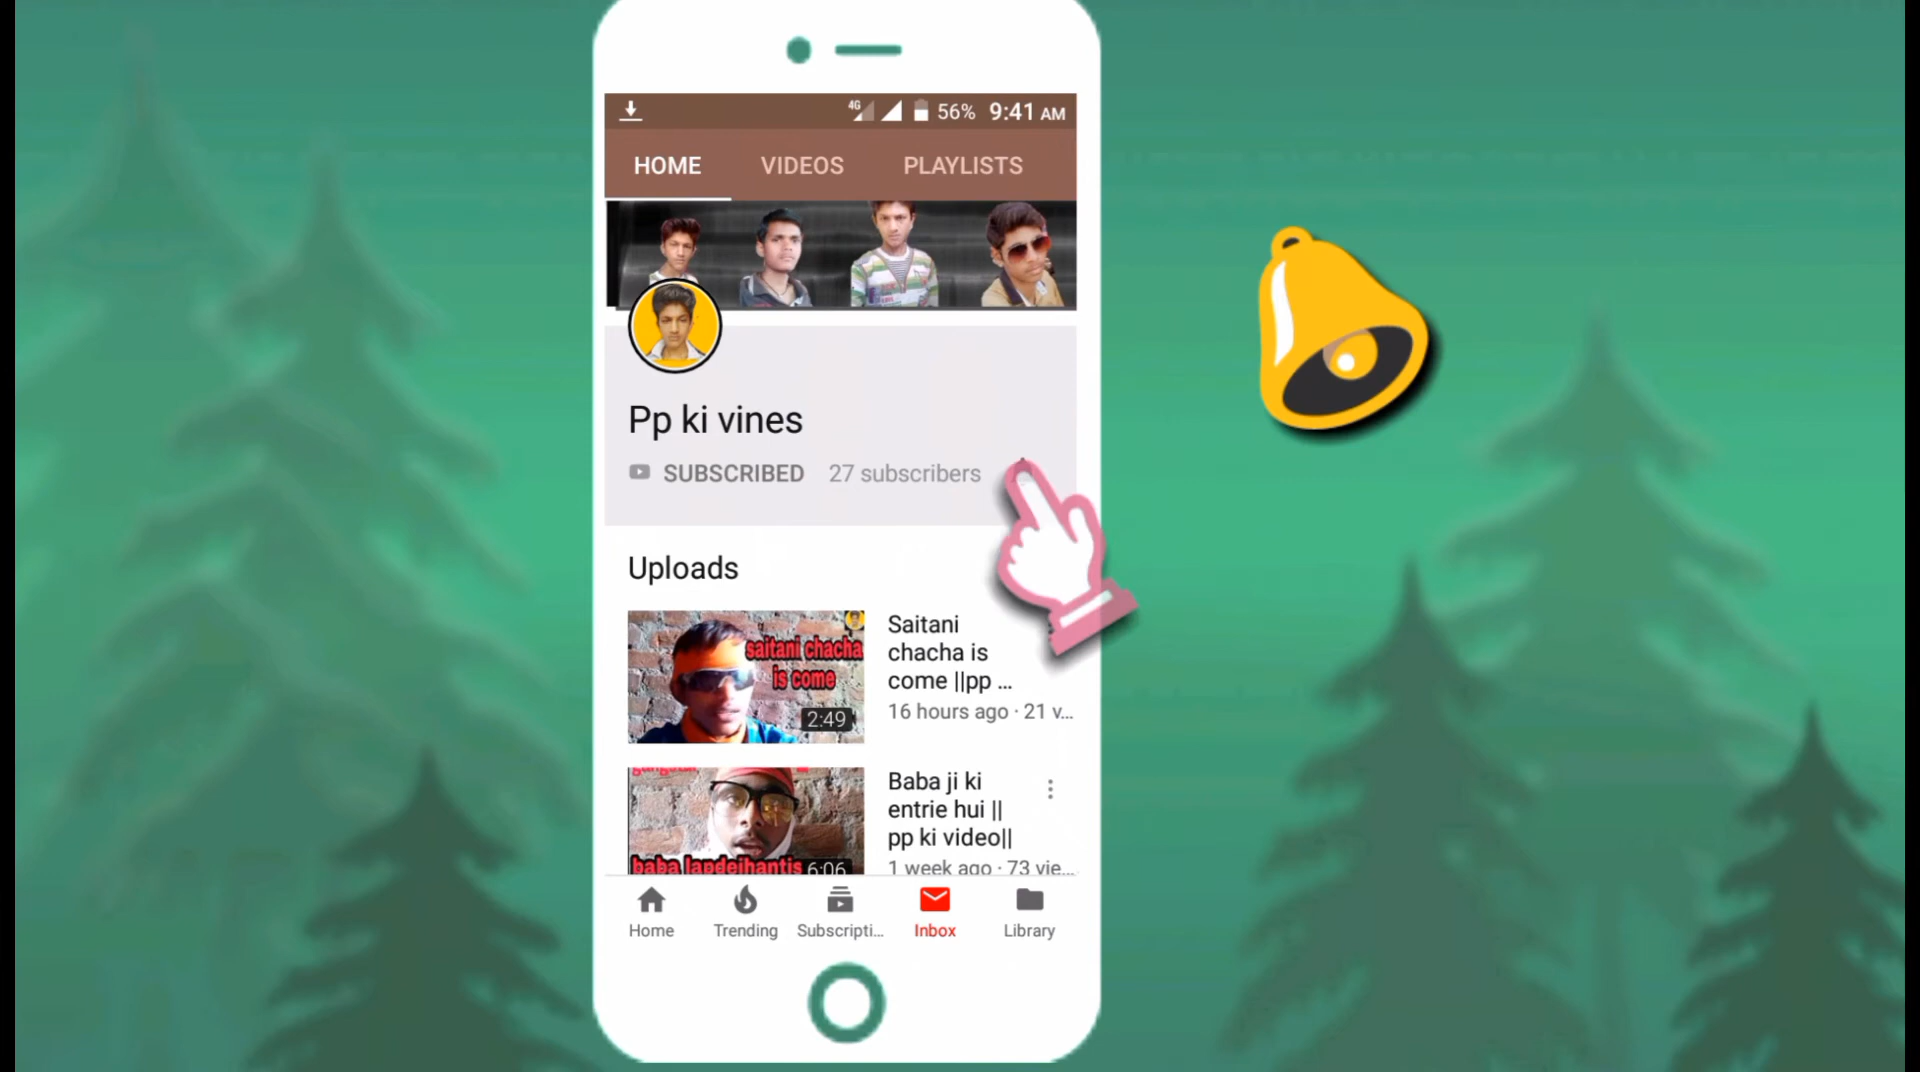 4G 56% 9:41 AM
HOME VIDEOS PLAYLISTS
Pp ki vines
SUBSCRIBED 27 subscribers
Uploads
saitani chacha
is come
2:49
Saitani
chacha is
come ||pp ...
16 hours ago · 21 v...
baba
6:06
Baba ji ki
entrie hui ||
pp ki video||
1 week ago · 73 vie...
Home Trending Subscripti... Inbox Library